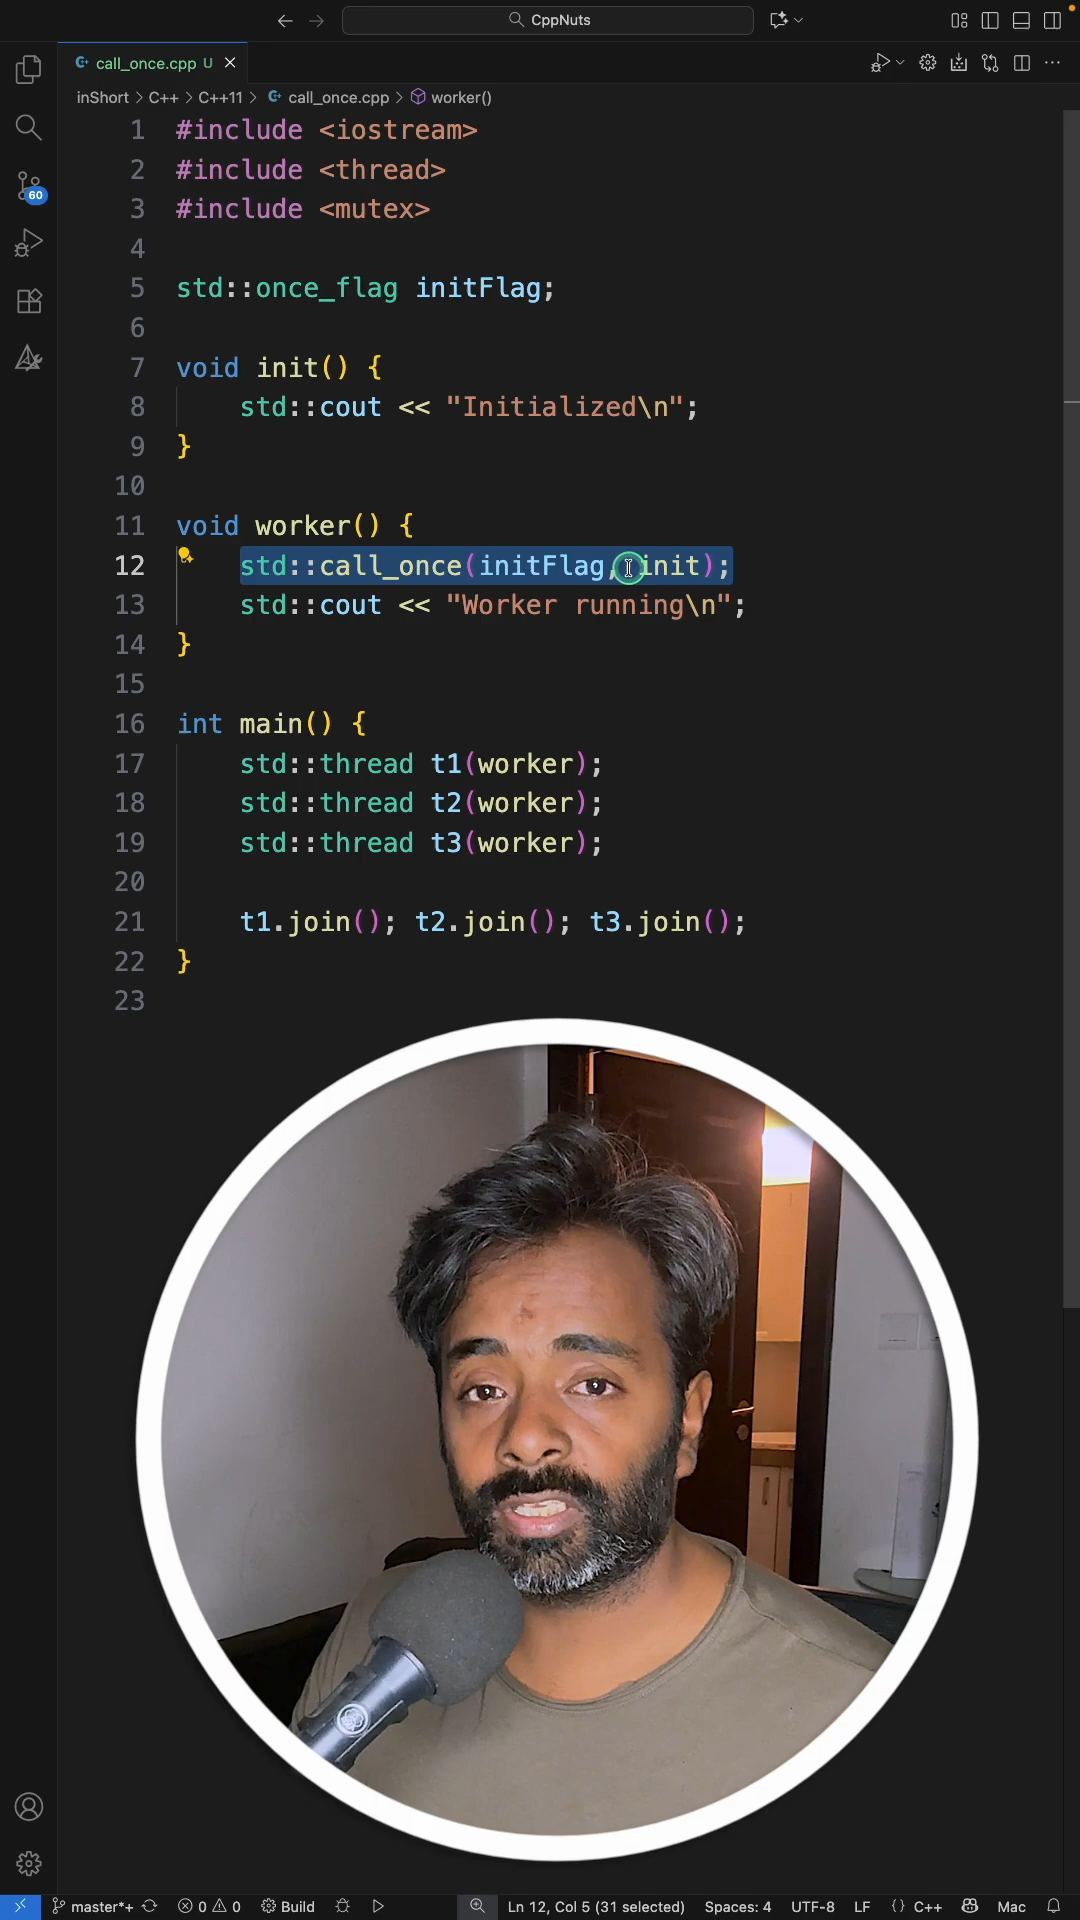 CppNuts
call_once.cpp U
inShort > C++ > C++11 > call_once.cpp > worker()
1 #include <iostream>
2 #include <thread>
3 #include <mutex>
4
5 std::once_flag initFlag;
6
7 void init() {
8 std::cout << "Initialized\n";
9 }
10
11 void worker() {
12 std::call_once(initFlag, init);
13 std::cout << "Worker running\n";
14 }
15
16 int main() {
17 std::thread t1(worker);
18 std::thread t2(worker);
19 std::thread t3(worker);
20
21 t1.join(); t2.join(); t3.join();
22 }
23
60
master*+ 0 0 Build Ln 12, Col 5 (31 selected) Spaces: 4 UTF-8 LF {} C++ Mac